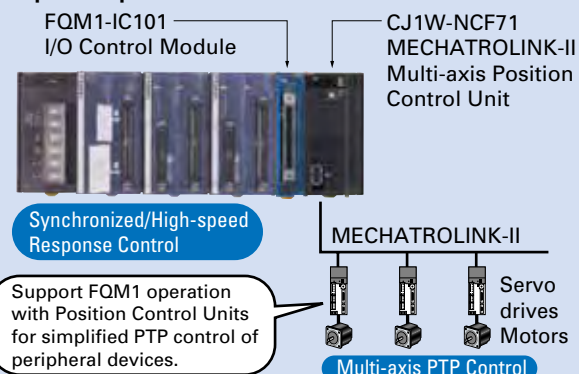 FQM1-IC101
I/O Control Module
CJ1W-NCF71
MECHATROLINK-II
Multi-axis Position
Control Unit
Synchronized/High-speed
Response Control
MECHATROLINK-II
Support FQM1 operation
with Position Control Units
for simplified PTP control of
peripheral devices.
Servo
drives
Motors
Multi-axis PTP Control